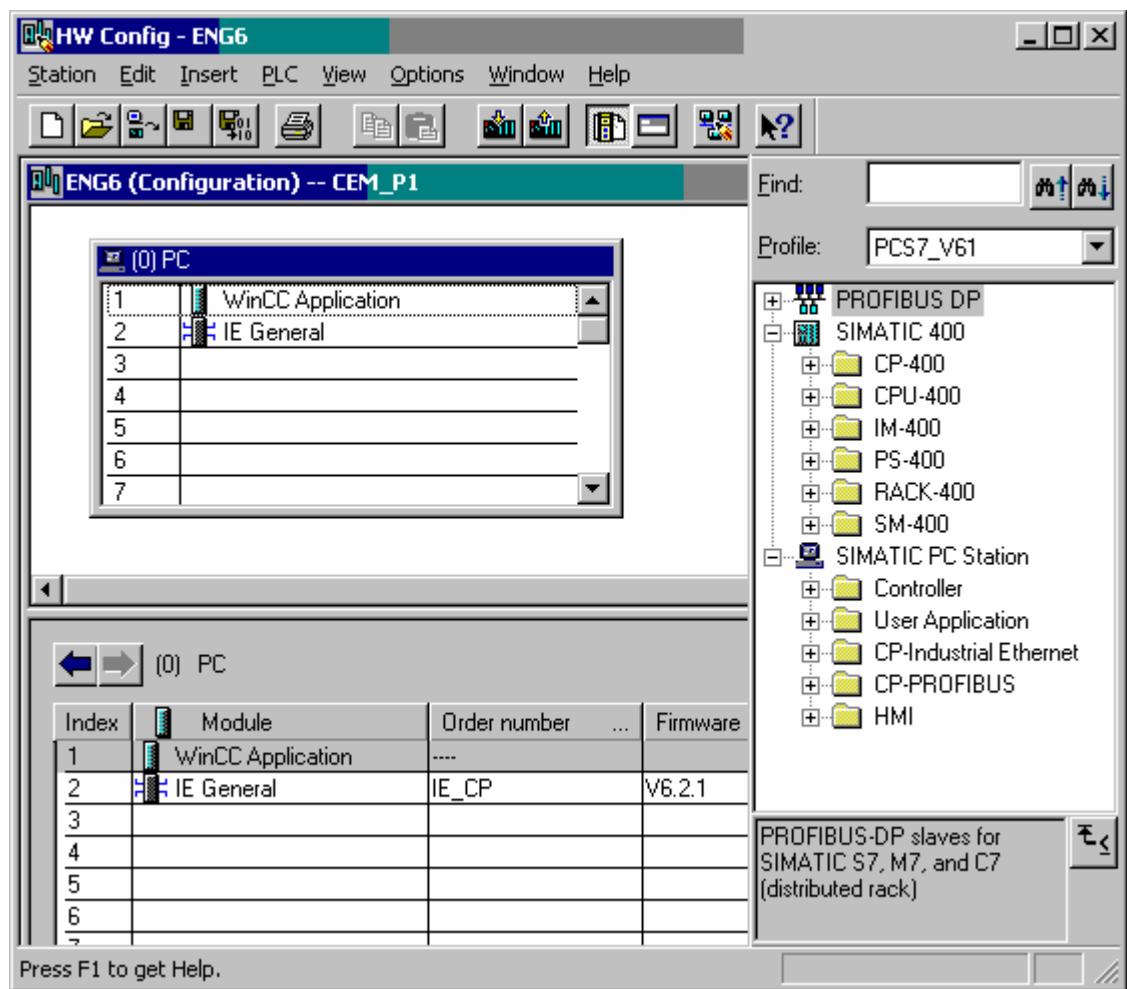 HW Config - ENG6
Station Edit Insert PLC View Options Window Help
ENG6 (Configuration) -- CEM_P1
(0) PC
1 WinCC Application
2 IE General
3
4
5
6
7
(0) PC
Index Module Order number ... Firmware
1 WinCC Application ----
2 IE General IE_CP V6.2.1
3
4
5
6
7
Find:
Profile: PCS7_V61
PROFIBUS DP
SIMATIC 400
CP-400
CPU-400
IM-400
PS-400
RACK-400
SM-400
SIMATIC PC Station
Controller
User Application
CP-Industrial Ethernet
CP-PROFIBUS
HMI
PROFIBUS-DP slaves for
SIMATIC S7, M7, and C7
(distributed rack)
Press F1 to get Help.